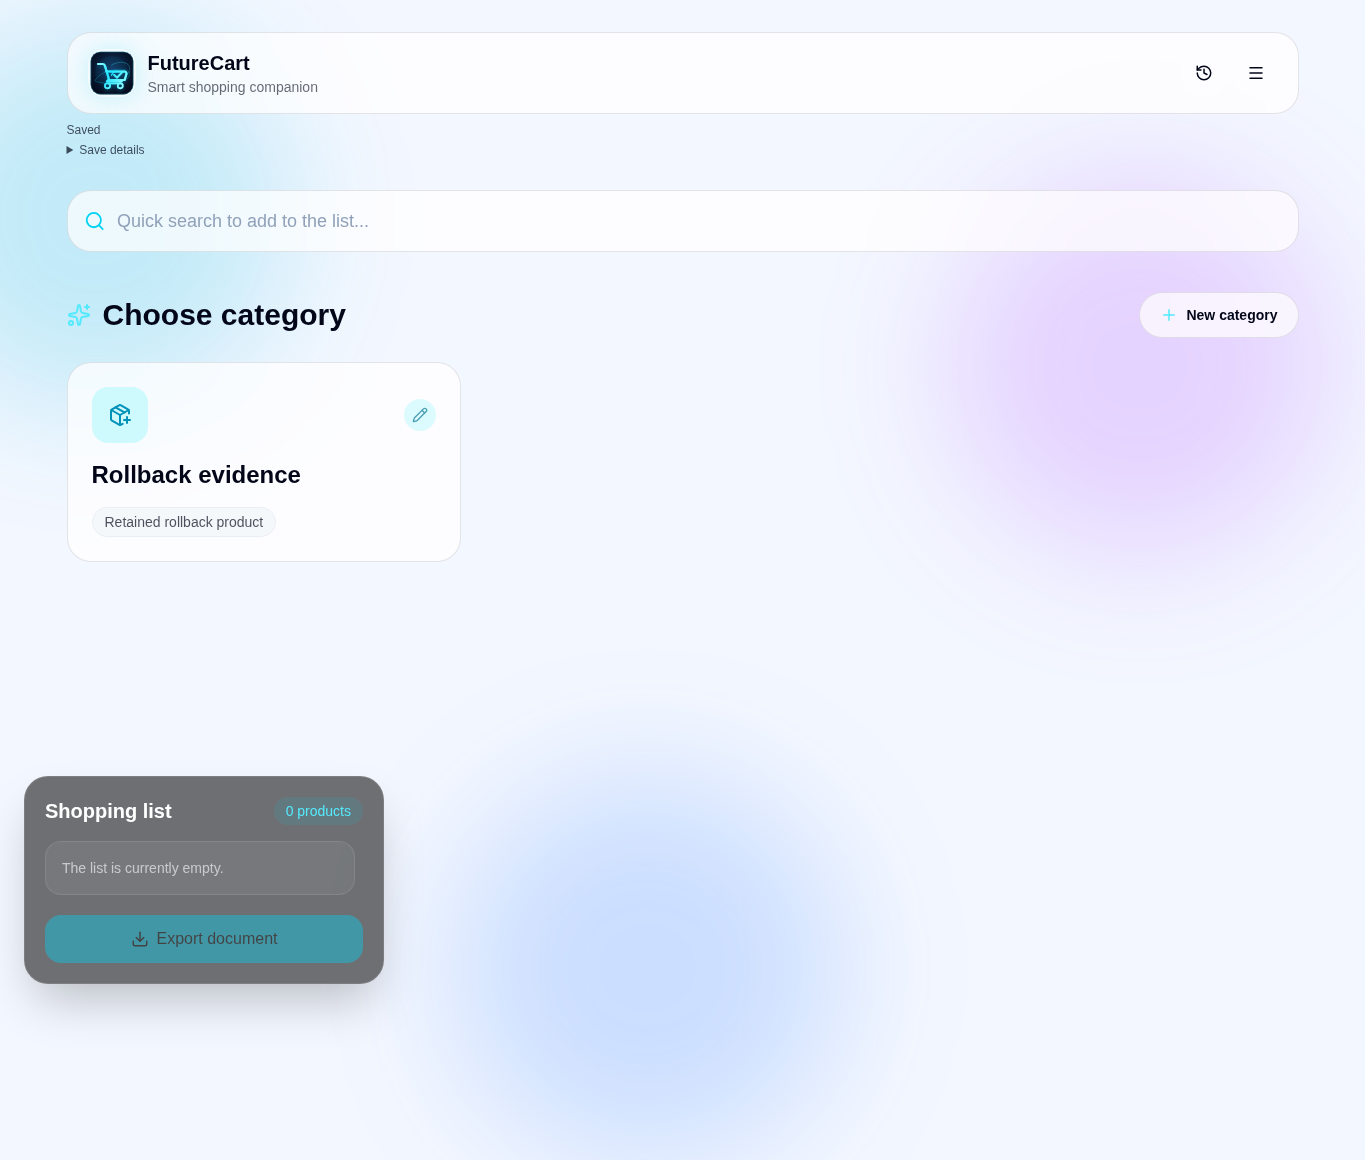 FutureCart
Smart shopping companion
Saved
Save details
Quick search to add to the list...
Choose category
New category
Rollback evidence
Retained rollback product
Shopping list
0 products
The list is currently empty.
Export document